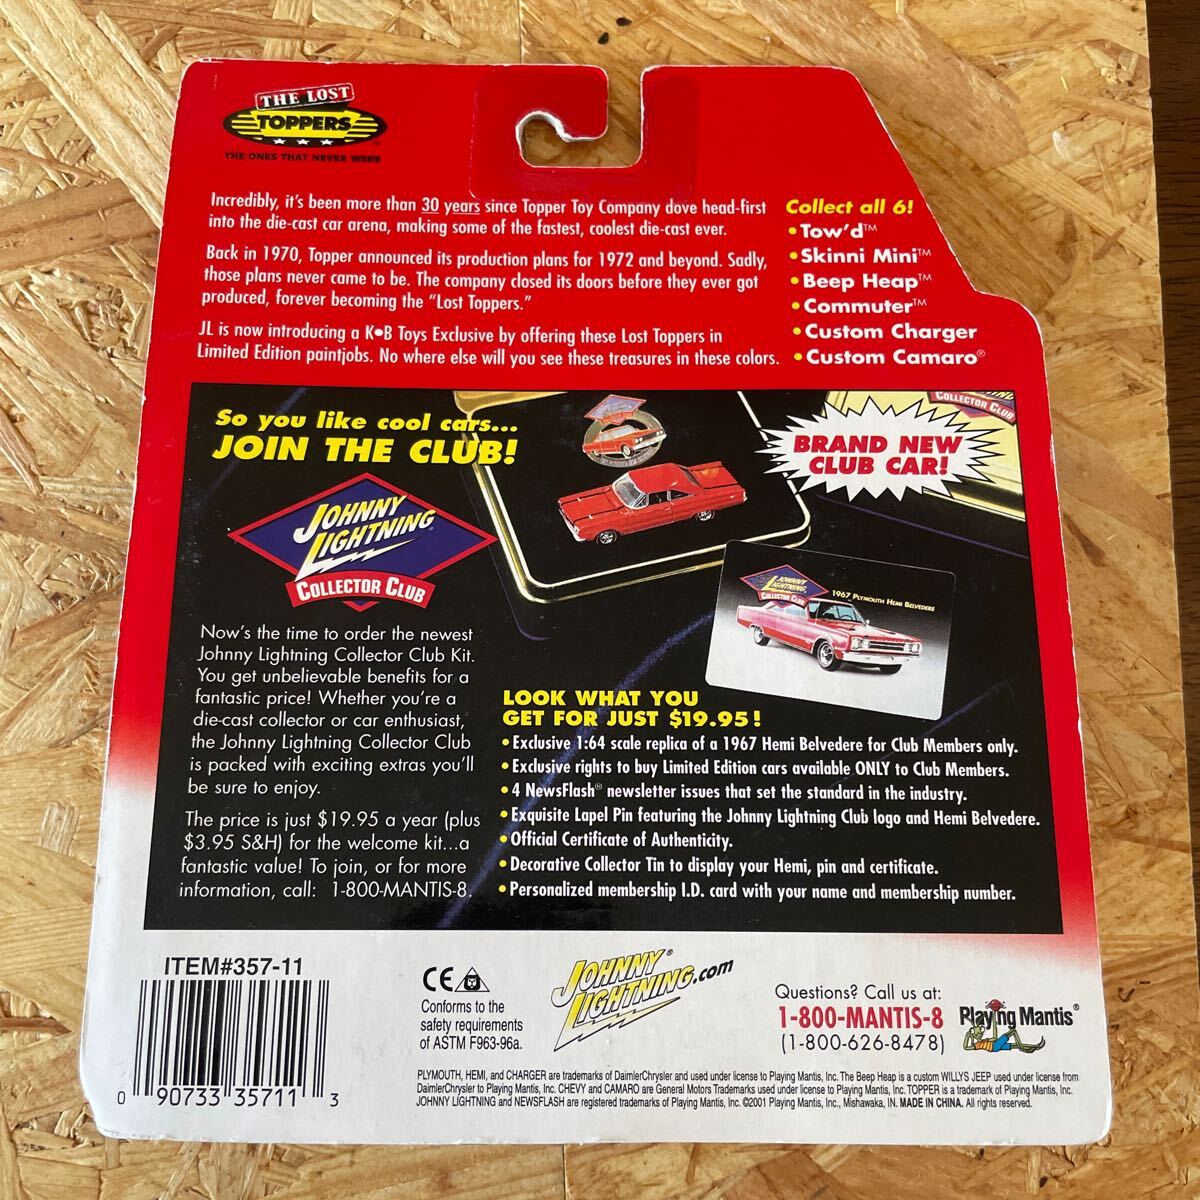 THE LOST
TOPPERS
THE ONES THAT NEVER WERE
Incredibly, it's been more than 30 years since Topper Toy Company dove head-first
into the die-cast car arena, making some of the fastest, coolest die-cast ever.
Back in 1970, Topper announced its production plans for 1972 and beyond. Sadly,
those plans never came to be. The company closed its doors before they ever got
produced, forever becoming the "Lost Toppers."
JL is now introducing a K•B Toys Exclusive by offering these Lost Toppers in
Limited Edition paintjobs. No where else will you see these treasures in these colors.
Collect all 6!
•Tow'd™
•Skinni Mini™
•Beep Heap™
•Commuter™
•Custom Charger
•Custom Camaro®
So you like cool cars...
JOIN THE CLUB!
JOHNNY
LIGHTNING
COLLECTOR CLUB
COLLECTOR CLUB
BRAND NEW
CLUB CAR!
JOHNNY
LIGHTNING
COLLECTOR CLUB
1967 PLYMOUTH HEMI BELVEDERE
Now's the time to order the newest
Johnny Lightning Collector Club Kit.
You get unbelievable benefits for a
fantastic price! Whether you're a
die-cast collector or car enthusiast,
the Johnny Lightning Collector Club
is packed with exciting extras you'll
be sure to enjoy.
The price is just $19.95 a year (plus
$3.95 S&H) for the welcome kit...a
fantastic value! To join, or for more
information, call: 1-800-MANTIS-8.
LOOK WHAT YOU
GET FOR JUST $19.95!
•Exclusive 1:64 scale replica of a 1967 Hemi Belvedere for Club Members only.
•Exclusive rights to buy Limited Edition cars available ONLY to Club Members.
•4 NewsFlash® newsletter issues that set the standard in the industry.
•Exquisite Lapel Pin featuring the Johnny Lightning Club logo and Hemi Belvedere.
•Official Certificate of Authenticity.
•Decorative Collector Tin to display your Hemi, pin and certificate.
•Personalized membership I.D. card with your name and membership number.
ITEM#357-11
0 90733 35711 3
CE
Conforms to the
safety requirements
of ASTM F963-96a.
JOHNNY®
LIGHTNING.com
Questions? Call us at:
1-800-MANTIS-8
(1-800-626-8478)
Playing Mantis®
PLYMOUTH, HEMI, and CHARGER are trademarks of DaimlerChrysler and used under license to Playing Mantis, Inc. The Beep Heap is a custom WILLYS JEEP used under license from
DaimlerChrysler to Playing Mantis, Inc. CHEVY and CAMARO are General Motors Trademarks used under license to Playing Mantis, Inc. TOPPER is a trademark of Playing Mantis, Inc.
JOHNNY LIGHTNING and NEWSFLASH are registered trademarks of Playing Mantis, Inc. ©2001 Playing Mantis, Inc., Mishawaka, IN. MADE IN CHINA. All rights reserved.